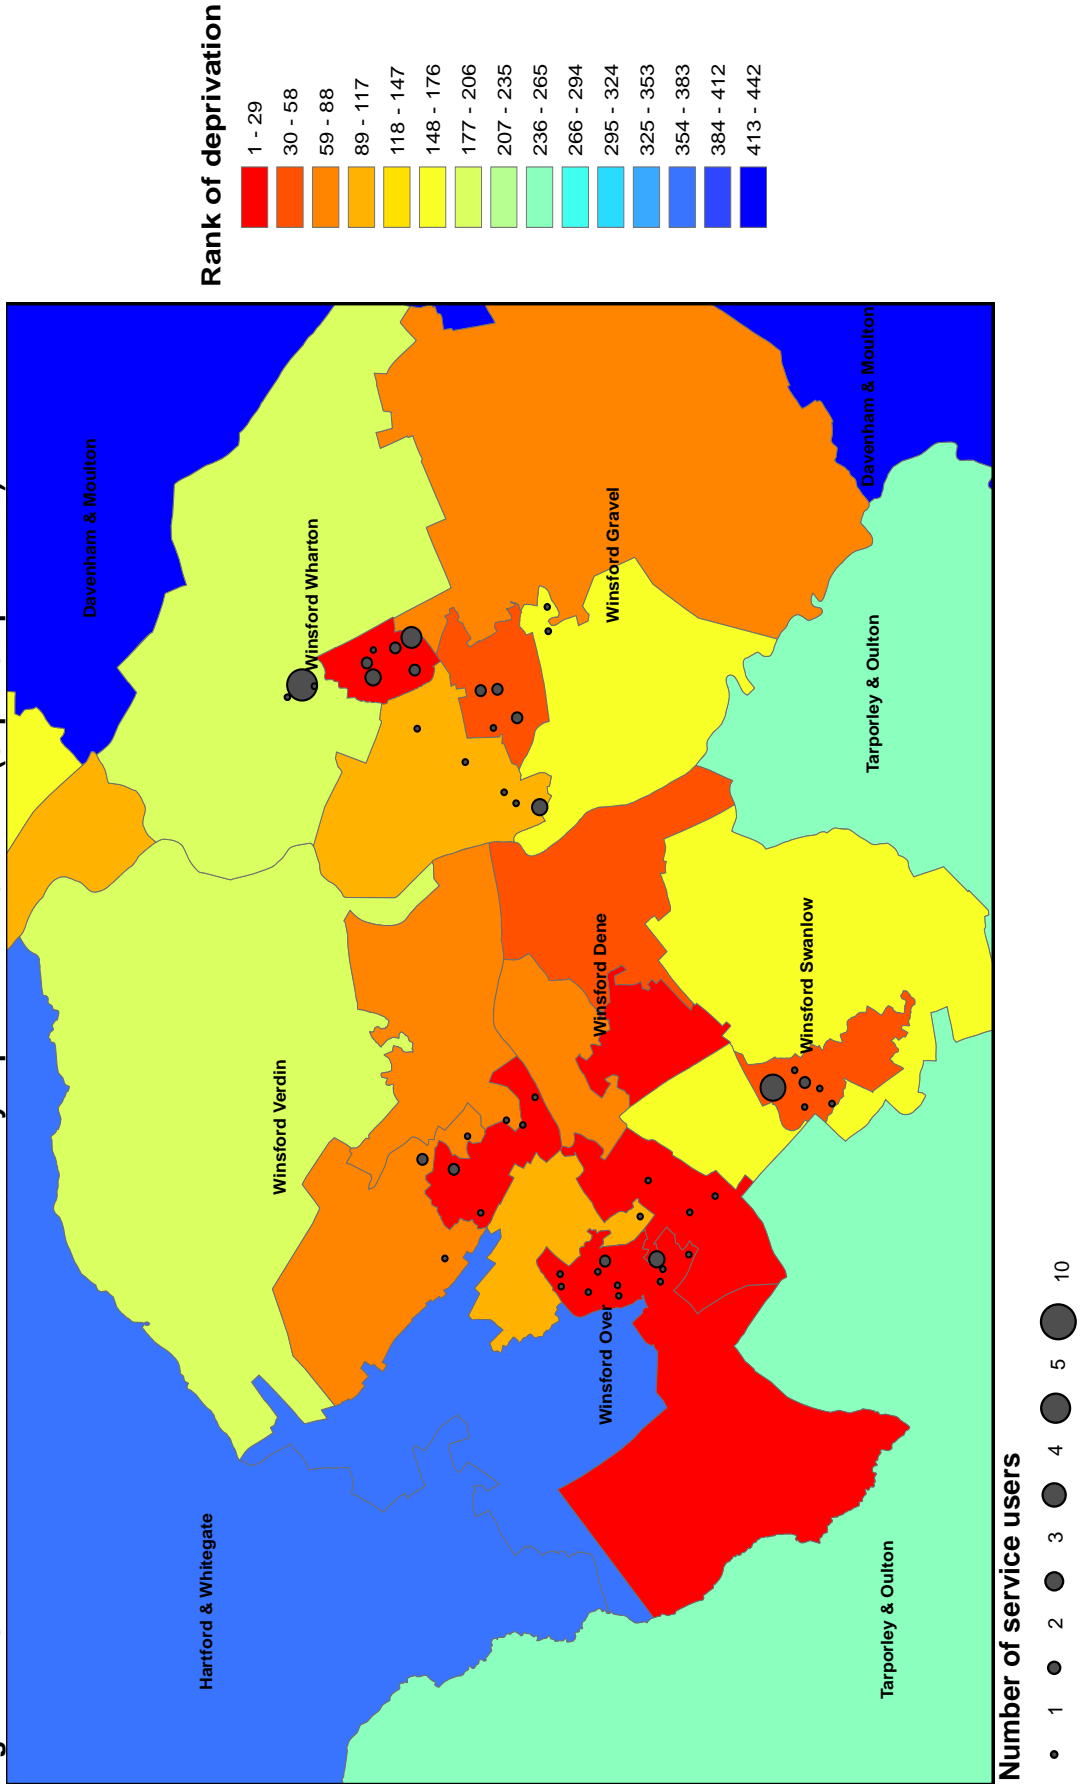 Rank of deprivation
1 - 29
30 - 58
59 - 88
89 - 117
118 - 147
148 - 176
177 - 206
207 - 235
236 - 265
266 - 294
295 - 324
325 - 353
354 - 383
384 - 412
413 - 442
Davenham & Moulton
Hartford & Whitegate
Winsford Verdin
Winsford Wharton
Winsford Over
Winsford Dene
Winsford Gravel
Winsford Swanlow
Tarporley & Oulton
Davenham & Moulton
Tarporley & Oulton
Number of service users
1 2 3 4 5 10